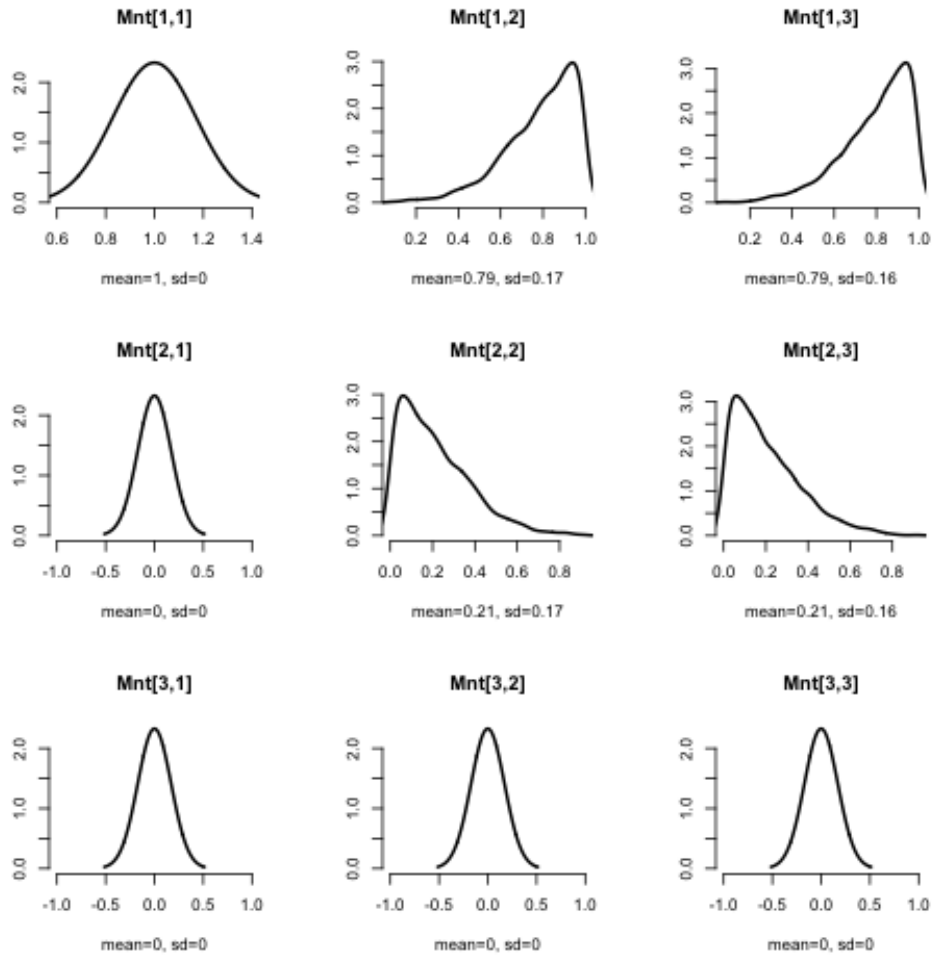 Mnt[1,1]
2.0
1.0
0.0
0.6 0.8 1.0 1.2 1.4
mean=1, sd=0
Mnt[1,2]
3.0
2.0
1.0
0.0
0.2 0.4 0.6 0.8 1.0
mean=0.79, sd=0.17
Mnt[1,3]
3.0
2.0
1.0
0.0
0.2 0.4 0.6 0.8 1.0
mean=0.79, sd=0.16
Mnt[2,1]
2.0
1.0
0.0
-1.0 -0.5 0.0 0.5 1.0
mean=0, sd=0
Mnt[2,2]
3.0
2.0
1.0
0.0
0.0 0.2 0.4 0.6 0.8
mean=0.21, sd=0.17
Mnt[2,3]
3.0
2.0
1.0
0.0
0.0 0.2 0.4 0.6 0.8
mean=0.21, sd=0.16
Mnt[3,1]
2.0
1.0
0.0
-1.0 -0.5 0.0 0.5 1.0
mean=0, sd=0
Mnt[3,2]
2.0
1.0
0.0
-1.0 -0.5 0.0 0.5 1.0
mean=0, sd=0
Mnt[3,3]
2.0
1.0
0.0
-1.0 -0.5 0.0 0.5 1.0
mean=0, sd=0